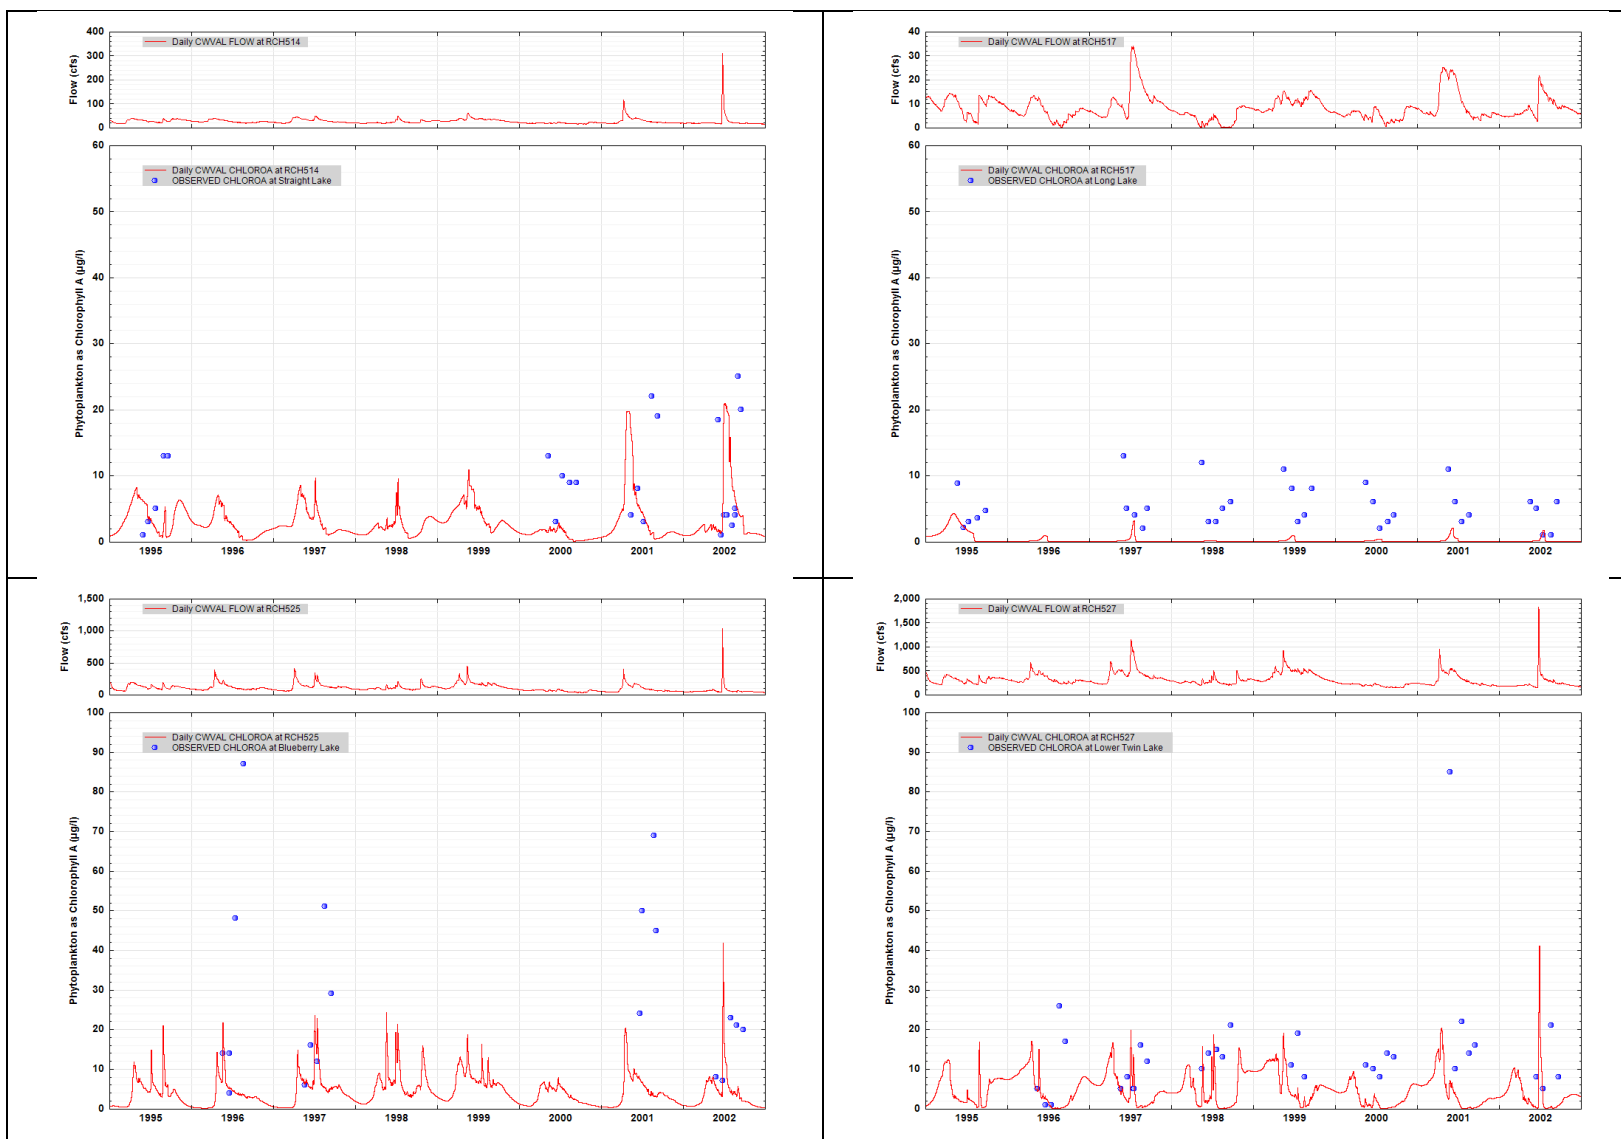 400
300
200
100
0
Flow (cfs)
Daily CWVAL FLOW at RCH514
60
50
40
30
20
10
0
Phytoplankton as Chlorophyll A (µg/l)
Daily CWVAL CHLOROA at RCH514
OBSERVED CHLOROA at Straight Lake
1995 1996 1997 1998 1999 2000 2001 2002
40
30
20
10
0
Flow (cfs)
Daily CWVAL FLOW at RCH517
60
50
40
30
20
10
0
Phytoplankton as Chlorophyll A (µg/l)
Daily CWVAL CHLOROA at RCH517
OBSERVED CHLOROA at Long Lake
1995 1996 1997 1998 1999 2000 2001 2002
1,500
1,000
500
0
Flow (cfs)
Daily CWVAL FLOW at RCH525
100
90
80
70
60
50
40
30
20
10
0
Phytoplankton as Chlorophyll A (µg/l)
Daily CWVAL CHLOROA at RCH525
OBSERVED CHLOROA at Blueberry Lake
1995 1996 1997 1998 1999 2000 2001 2002
2,000
1,500
1,000
500
0
Flow (cfs)
Daily CWVAL FLOW at RCH527
100
90
80
70
60
50
40
30
20
10
0
Phytoplankton as Chlorophyll A (µg/l)
Daily CWVAL CHLOROA at RCH527
OBSERVED CHLOROA at Lower Twin Lake
1995 1996 1997 1998 1999 2000 2001 2002